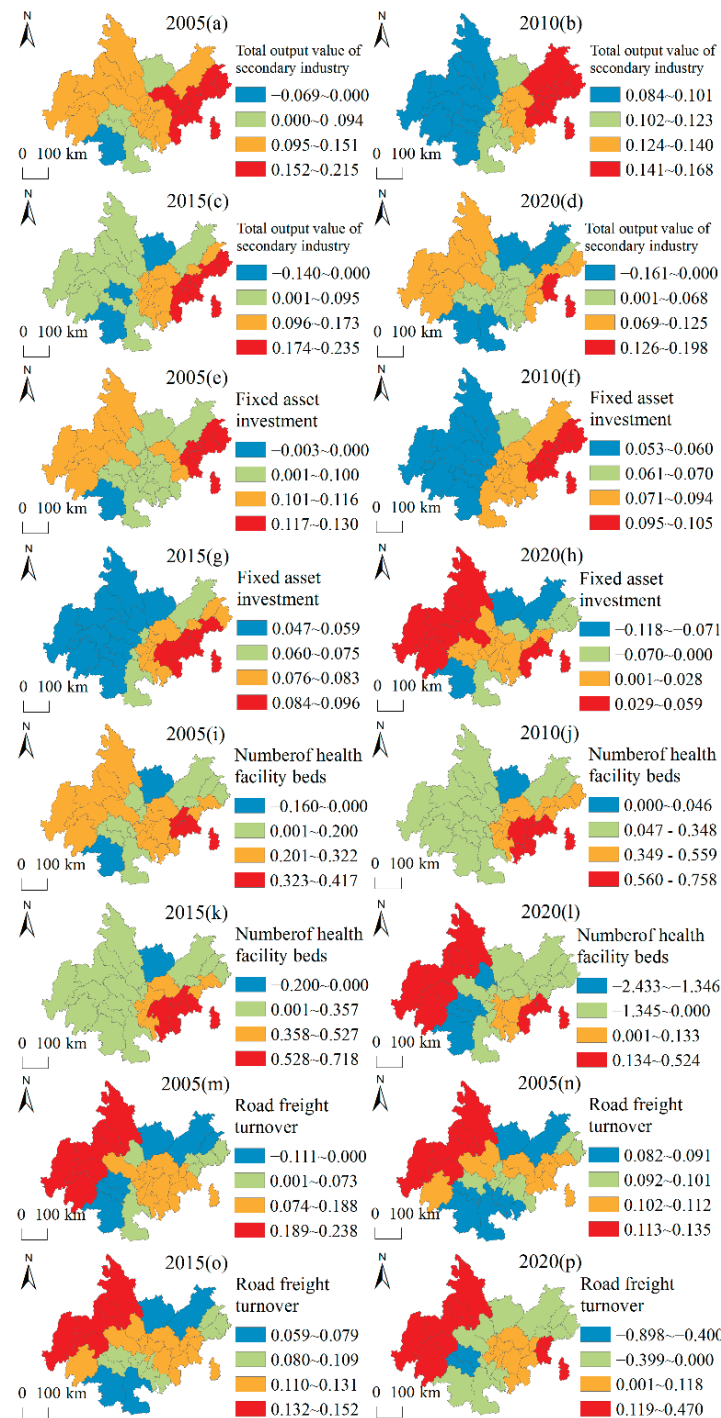 N
2005(a)
Total output value of
secondary industry
−0.069~0.000
0.000~0 .094
0.095~0.151
0.152~0.215
0 100 km
N
2010(b)
Total output value of
secondary industry
0.084~0.101
0.102~0.123
0.124~0.140
0.141~0.168
0 100 km
N
2015(c)
Total output value of
secondary industry
−0.140~0.000
0.001~0.095
0.096~0.173
0.174~0.235
0 100 km
N
2020(d)
Total output value of
secondary industry
−0.161~0.000
0.001~0.068
0.069~0.125
0.126~0.198
0 100 km
N
2005(e)
Fixed asset
investment
−0.003~0.000
0.001~0.100
0.101~0.116
0.117~0.130
0 100 km
N
2010(f)
Fixed asset
investment
0.053~0.060
0.061~0.070
0.071~0.094
0.095~0.105
0 100 km
N
2015(g)
Fixed asset
investment
0.047~0.059
0.060~0.075
0.076~0.083
0.084~0.096
0 100 km
N
2020(h)
Fixed asset
investment
−0.118~−0.071
−0.070~0.000
0.001~0.028
0.029~0.059
0 100 km
N
2005(i)
Numberof health
facility beds
−0.160~0.000
0.001~0.200
0.201~0.322
0.323~0.417
0 100 km
N
2010(j)
Numberof health
facility beds
0.000~0.046
0.047 - 0.348
0.349 - 0.559
0.560 - 0.758
0 100 km
N
2015(k)
Numberof health
facility beds
−0.200~0.000
0.001~0.357
0.358~0.527
0.528~0.718
0 100 km
N
2020(l)
Numberof health
facility beds
−2.433~−1.346
−1.345~0.000
0.001~0.133
0.134~0.524
0 100 km
N
2005(m)
Road freight
turnover
−0.111~0.000
0.001~0.073
0.074~0.188
0.189~0.238
0 100 km
N
2005(n)
Road freight
turnover
0.082~0.091
0.092~0.101
0.102~0.112
0.113~0.135
0 100 km
N
2015(o)
Road freight
turnover
0.059~0.079
0.080~0.109
0.110~0.131
0.132~0.152
0 100 km
N
2020(p)
Road freight
turnover
−0.898~−0.400
−0.399~0.000
0.001~0.118
0.119~0.470
0 100 km